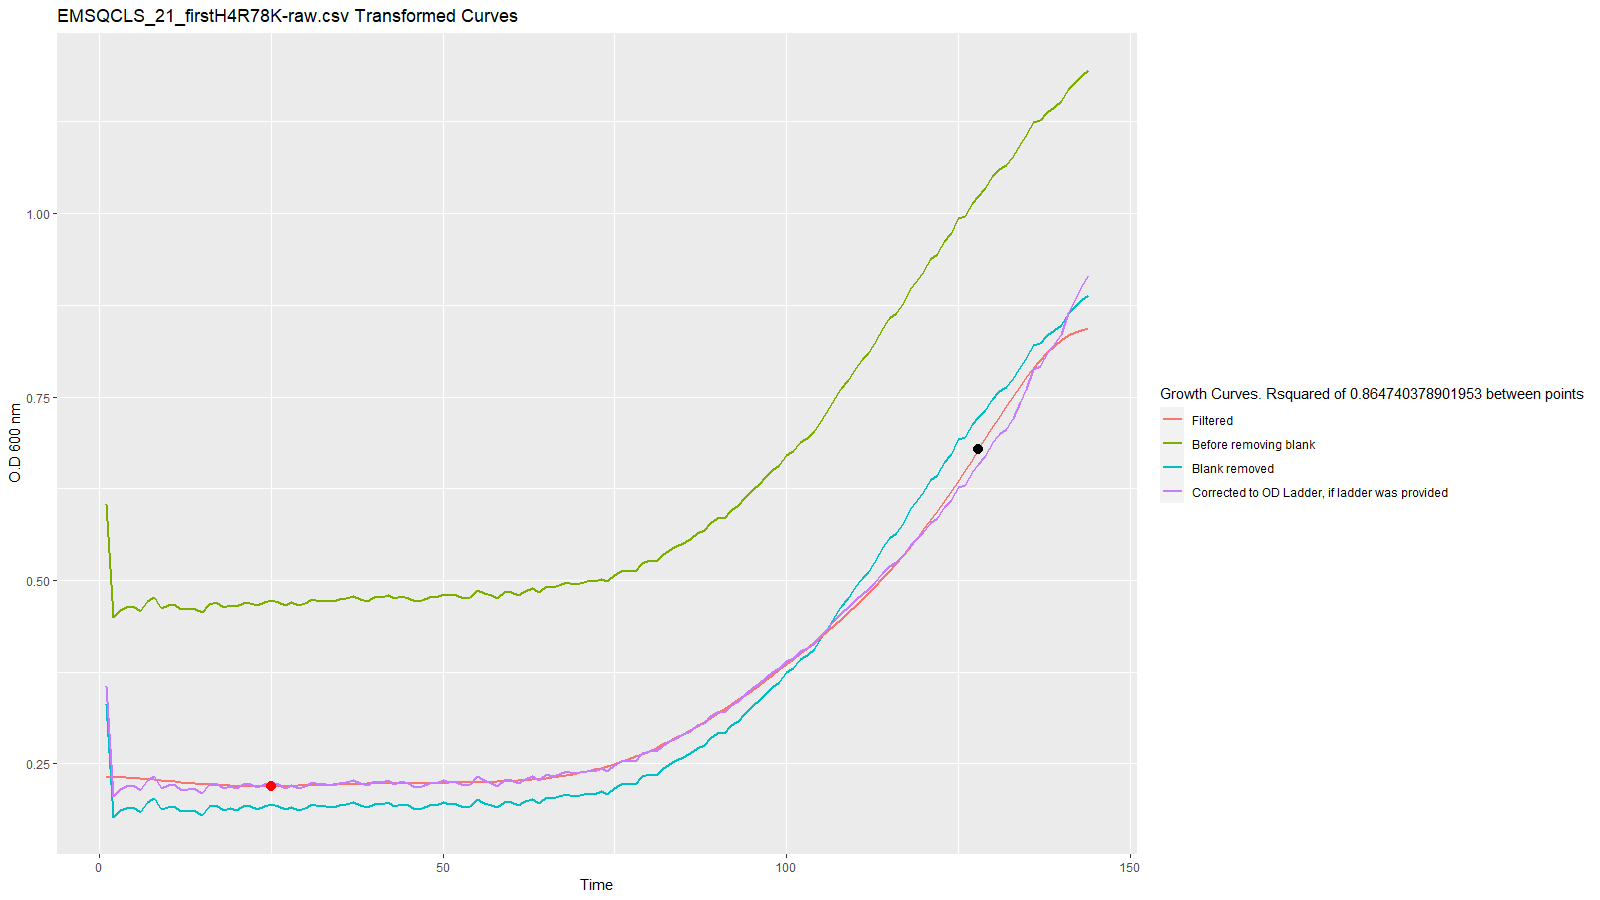 EMSQCLS_21_firstH4R78K-raw.csv Transformed Curves
O.D 600 nm
1.00
0.75
0.50
0.25
0
50
100
150
Time
Growth Curves. Rsquared of 0.864740378901953 between points
Filtered
Before removing blank
Blank removed
Corrected to OD Ladder, if ladder was provided